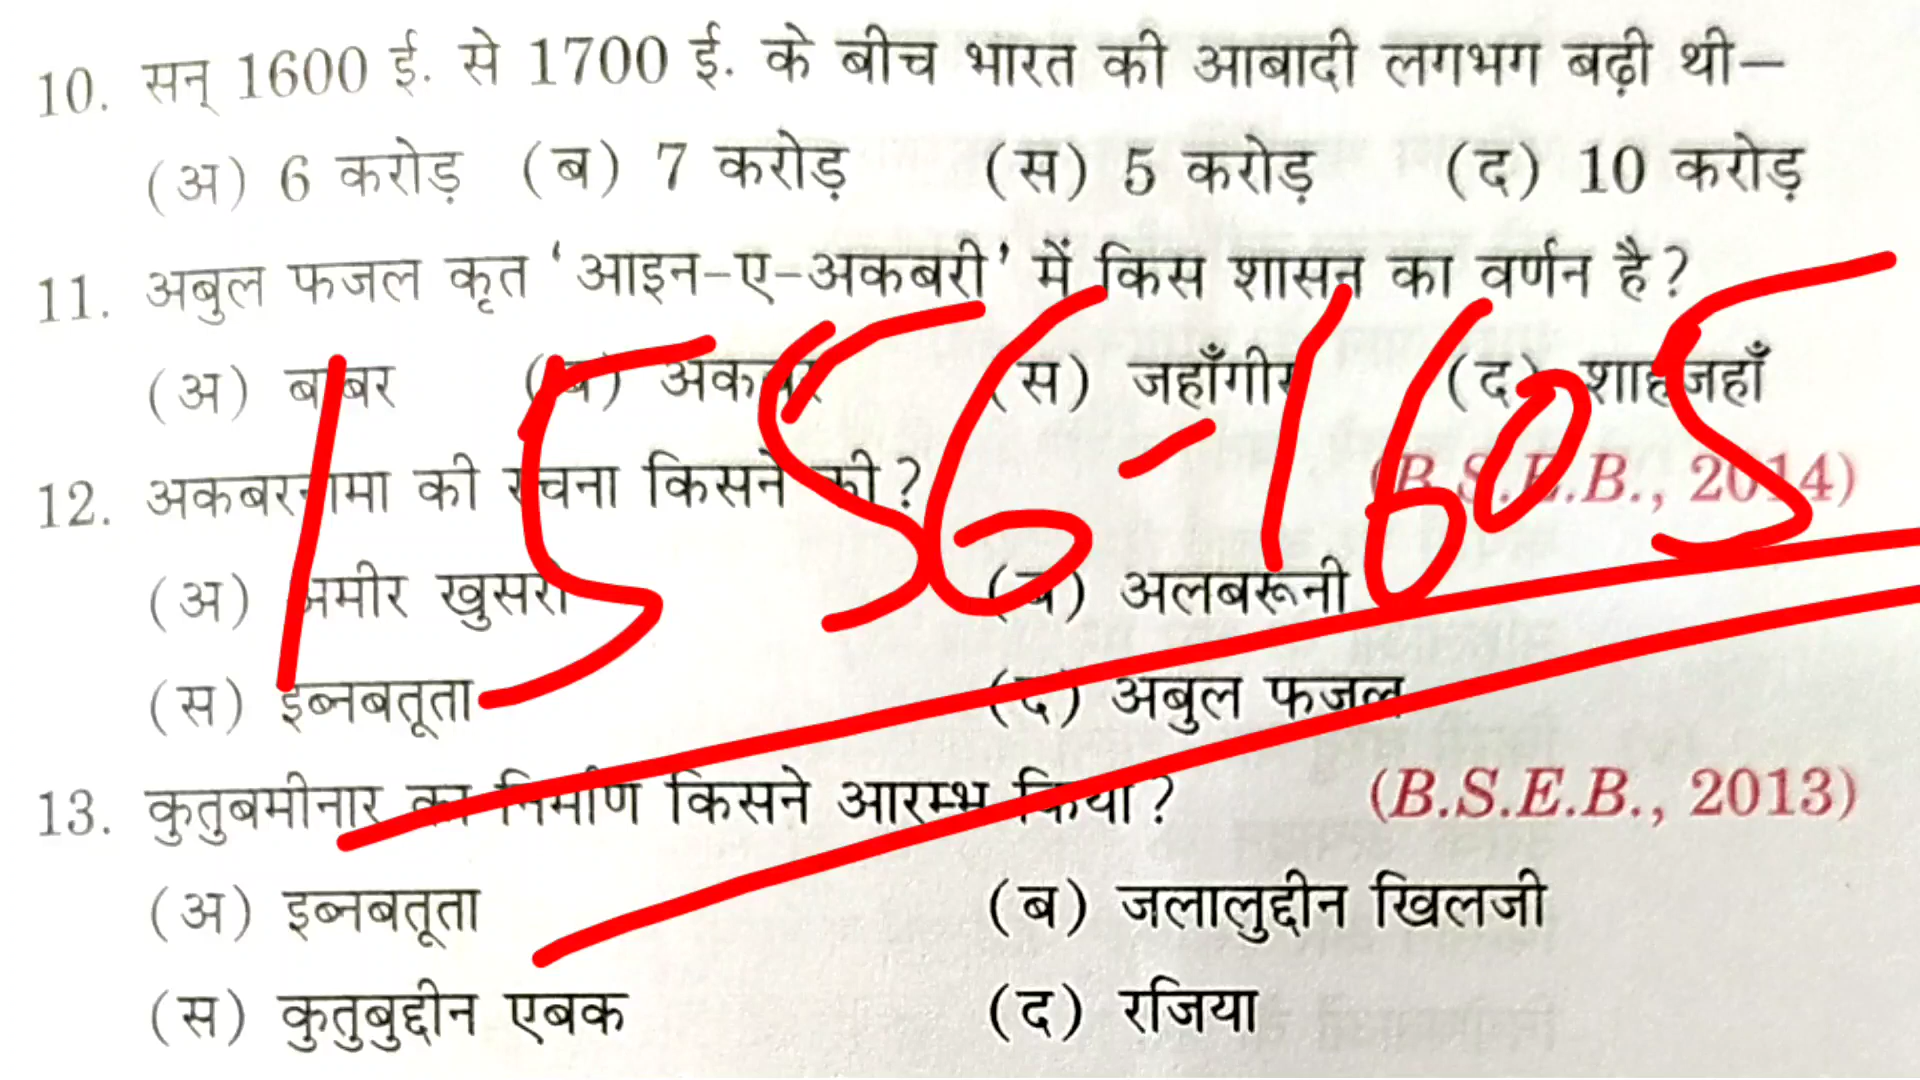 10. सन् 1600 ई. से 1700 ई. के बीच भारत की आबादी लगभग बढ़ी थी–
(अ) 6 करोड़ (ब) 7 करोड़ (स) 5 करोड़ (द) 10 करोड़
11. अबुल फजल कृत ‘आइन-ए-अकबरी’ में किस शासन का वर्णन है?
(अ) बाबर (ब) अकबर (स) जहाँगीर (द) शाहजहाँ
1556-1605
12. अकबरनामा की रचना किसने की? (B.S.E.B., 2014)
(अ) अमीर खुसरो (ब) अलबरूनी
(स) इब्नबतूता (द) अबुल फजल
13. कुतुबमीनार का निर्माण किसने आरम्भ किया? (B.S.E.B., 2013)
(अ) इब्नबतूता (ब) जलालुद्दीन खिलजी
(स) कुतुबुद्दीन एबक (द) रजिया